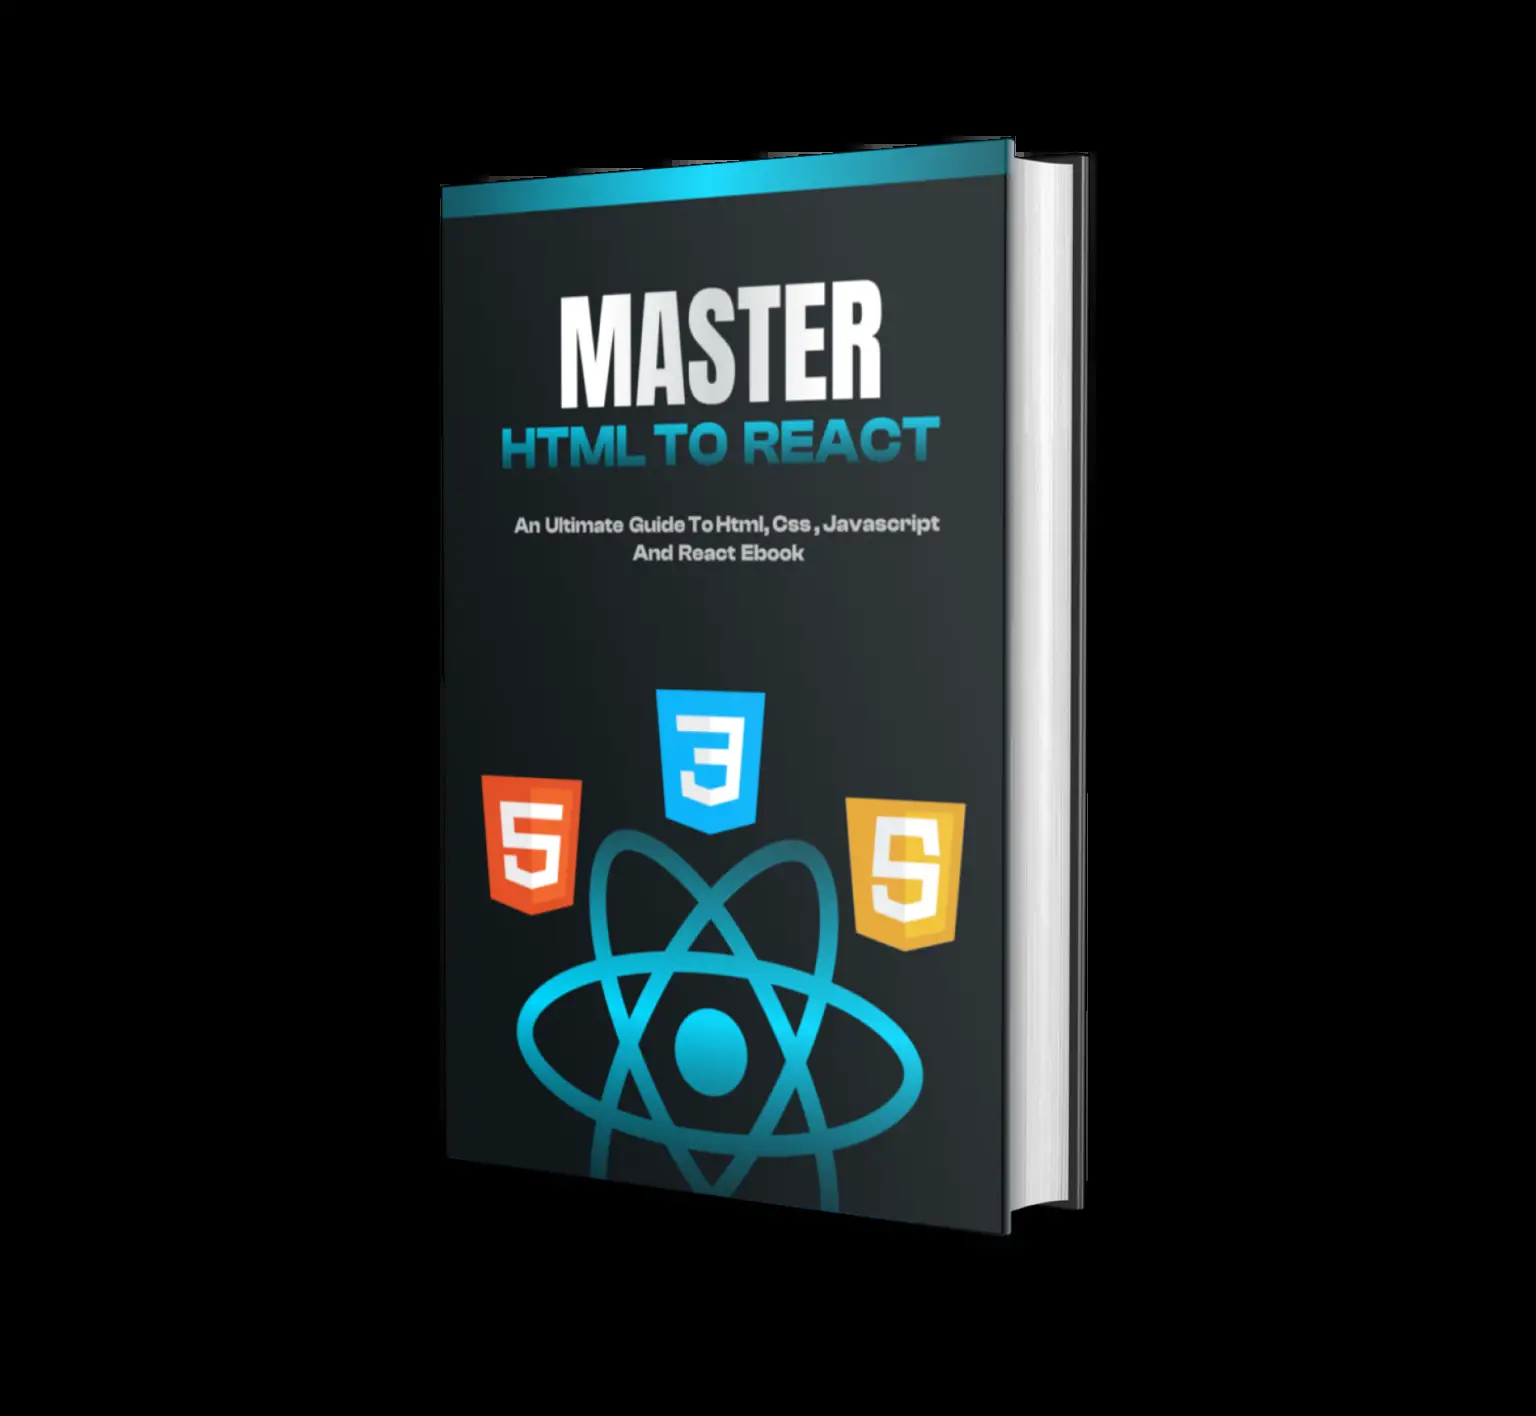 MASTER
HTML TO REACT
An Ultimate Guide To Html, Css , Javascript
And React Ebook
3
5
5